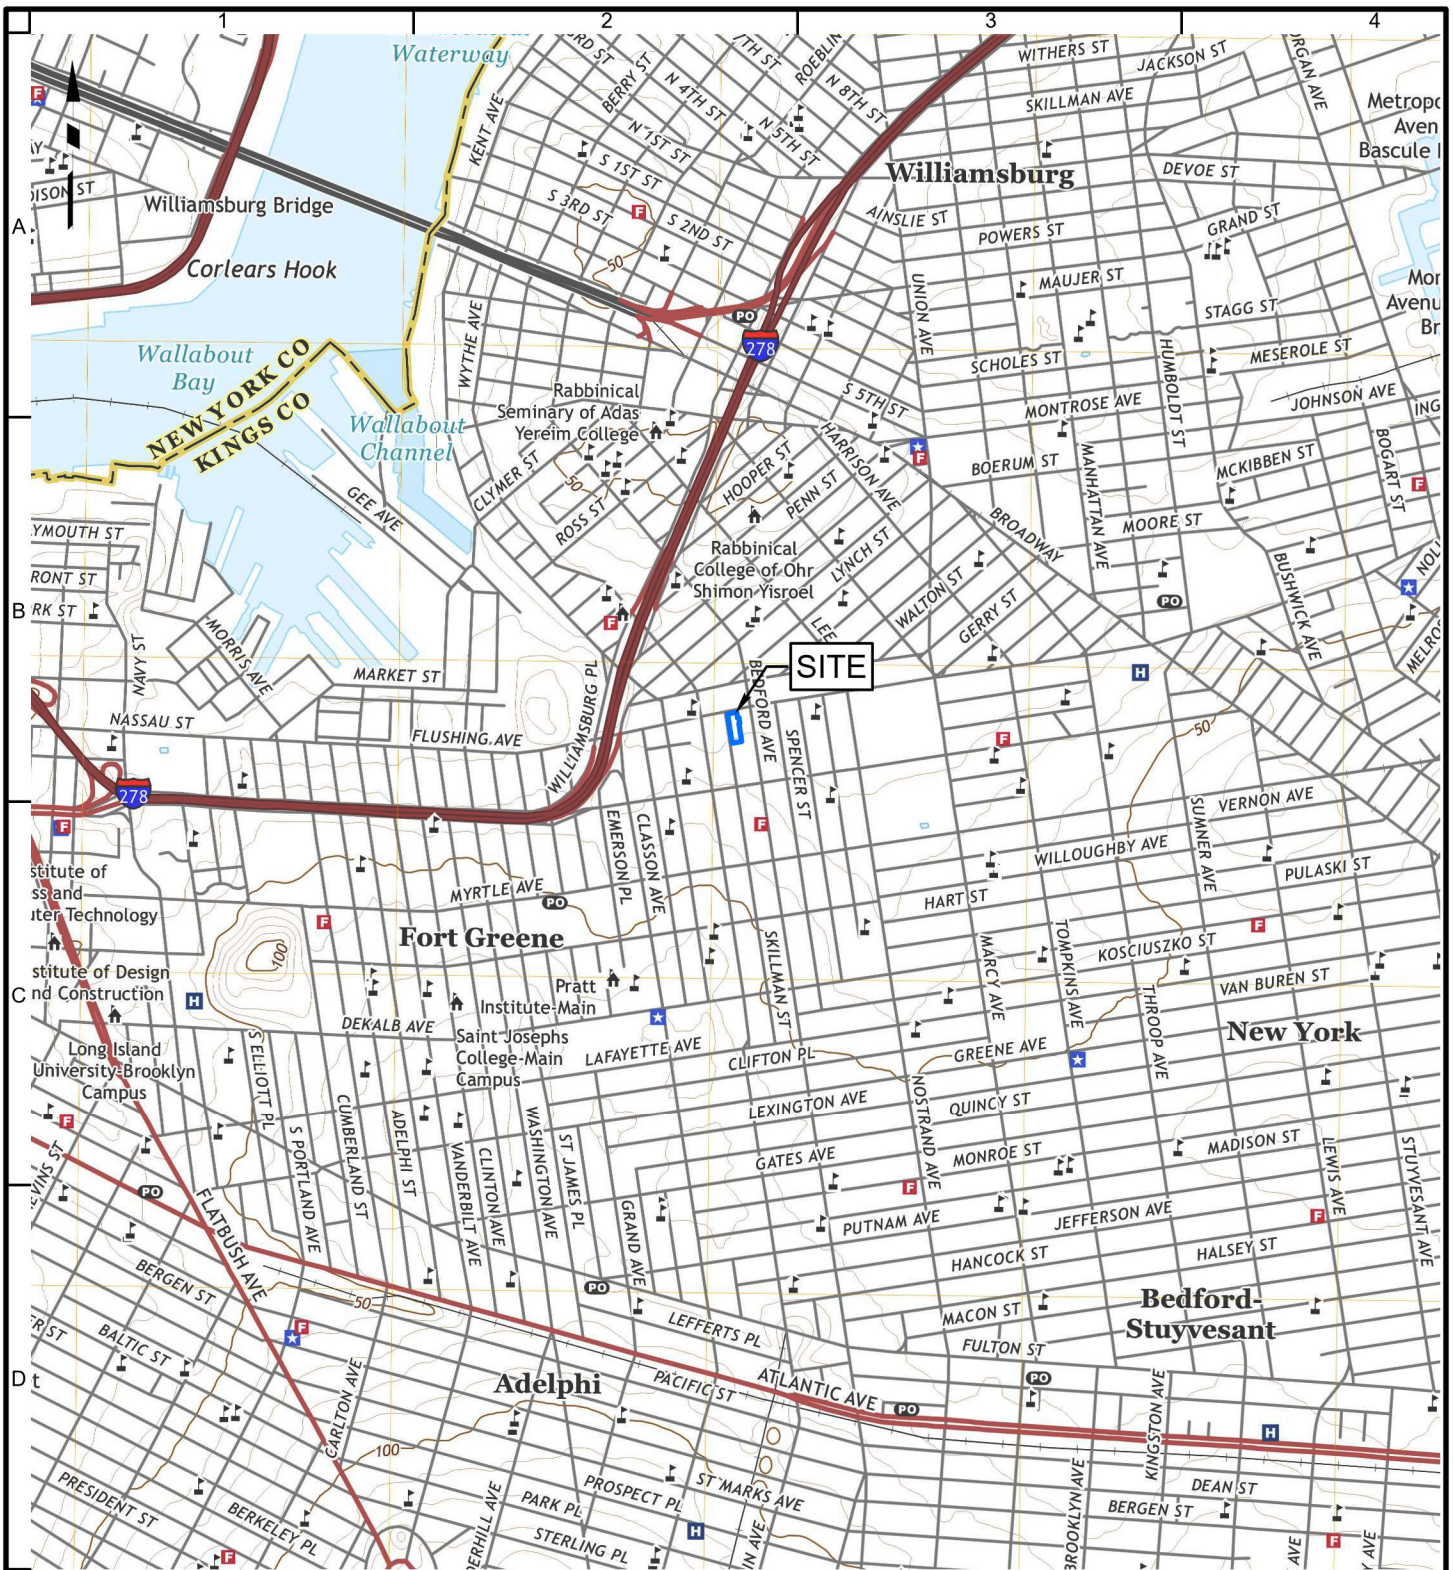 1
2
3
4
A
B
C
D
Waterway
Williamsburg Bridge
Corlears Hook
Wallabout
Bay
NEW YORK CO
KINGS CO
Wallabout
Channel
KENT AVE
BERRY ST
N 4TH ST
N 8TH ST
N 5TH ST
N 1ST ST
S 1ST ST
S 3RD ST
S 2ND ST
50
WYTHE AVE
Williamsburg
WITHERS ST
JACKSON ST
SKILLMAN AVE
DEVOE ST
AINSLIE ST
POWERS ST
GRAND ST
UNION AVE
MAUJER ST
STAGG ST
SCHOLES ST
MESEROLE ST
HUMBOLDT ST
MONTROSE AVE
JOHNSON AVE
PO
278
S 5TH ST
Rabbinical
Seminary of Adas
Yereim College
CLYMER ST
50
ROSS ST
HOOPER ST
PENN ST
HARRISON AVE
BOERUM ST
MANHATTAN AVE
MCKIBBEN ST
BOGART ST
MOORE ST
BROADWAY
BUSHWICK AVE
GEE AVE
Rabbinical
College of Ohr
Shimon Yisroel
LYNCH ST
WALTON ST
GERRY ST
LEE
PO
NAVY ST
MORRIS AVE
MARKET ST
NASSAU ST
FLUSHING AVE
WILLIAMSBURG PL
SITE
BEDFORD AVE
SPENCER ST
H
50
278
EMERSON PL
CLASSON AVE
VERNON AVE
SUMNER AVE
WILLOUGHBY AVE
PULASKI ST
MYRTLE AVE
PO
HART ST
Fort Greene
100
SKILLMAN ST
MARCY AVE
TOMPKINS AVE
KOSCIUSZKO ST
VAN BUREN ST
THROOP AVE
New York
Pratt
Institute-Main
Saint Josephs
College-Main
Campus
H
Long Island
University-Brooklyn
Campus
DEKALB AVE
LAFAYETTE AVE
CLIFTON PL
GREENE AVE
S ELLIOTT PL
S PORTLAND AVE
CUMBERLAND ST
ADELPHI ST
VANDERBILT AVE
CLINTON AVE
WASHINGTON AVE
ST JAMES PL
GRAND AVE
LEXINGTON AVE
NOSTRAND AVE
QUINCY ST
GATES AVE
MONROE ST
MADISON ST
LEWIS AVE
STUYVESANT AVE
PUTNAM AVE
JEFFERSON AVE
HANCOCK ST
HALSEY ST
MACON ST
Bedford-
Stuyvesant
FULTON ST
PO
FLATBUSH AVE
BERGEN ST
50
BALTIC ST
PO
LEFFERTS PL
Adelphi
PACIFIC ST
ATLANTIC AVE
PO
PO
KINGSTON AVE
H
CARLTON AVE
100
PRESIDENT ST
BERKELEY PL
PARK PL
PROSPECT PL
ST MARKS AVE
STERLING PL
H
BROOKLYN AVE
DEAN ST
BERGEN ST